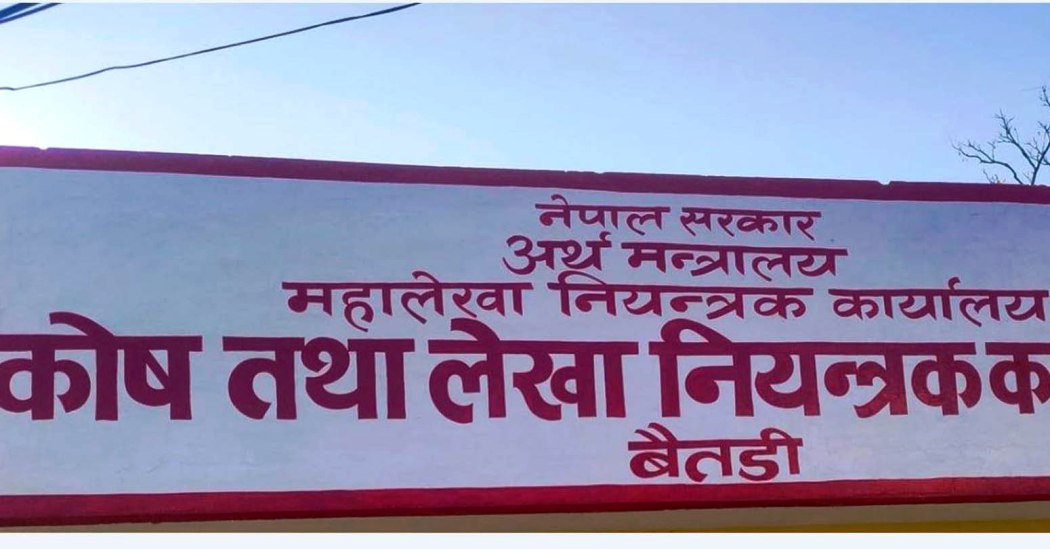 नेपाल सरकार
अर्थ मन्त्रालय
महालेखा नियन्त्रक कार्यालय
कोष तथा लेखा नियन्त्रक क
बैतडी